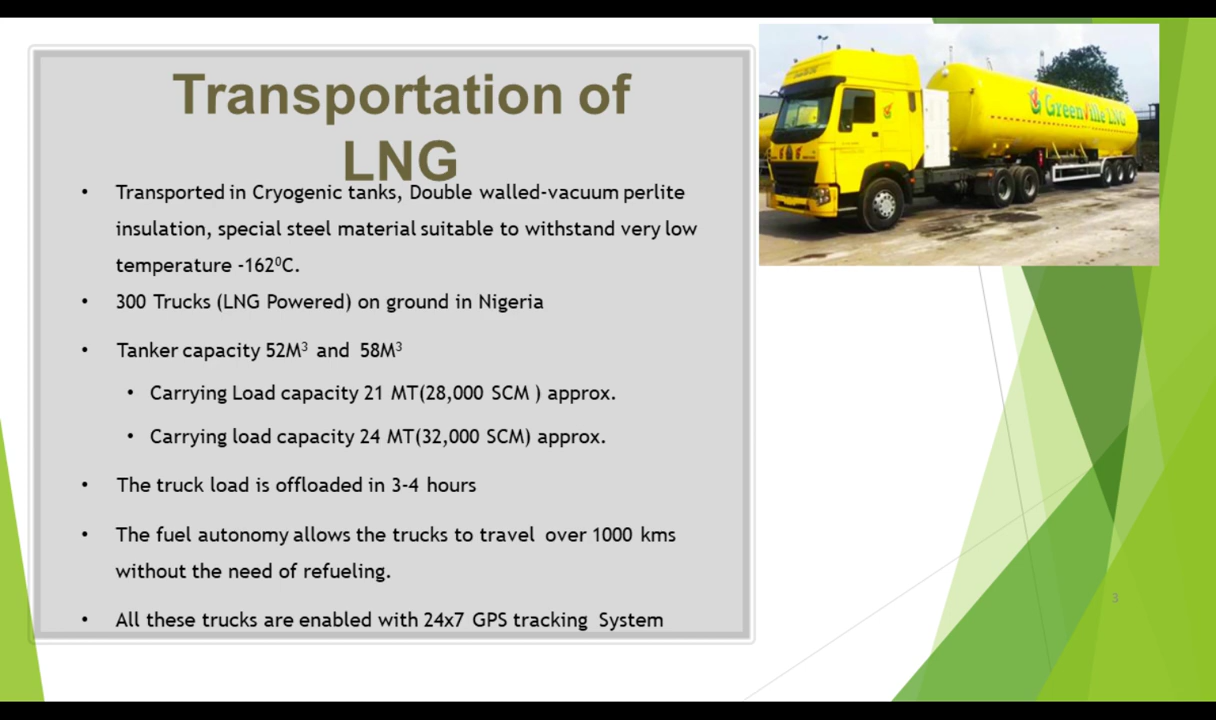 Transportation of
LNG
• Transported in Cryogenic tanks, Double walled-vacuum perlite
insulation, special steel material suitable to withstand very low
temperature -162⁰C.
• 300 Trucks (LNG Powered) on ground in Nigeria
• Tanker capacity 52M³ and 58M³
• Carrying Load capacity 21 MT(28,000 SCM ) approx.
• Carrying load capacity 24 MT(32,000 SCM) approx.
• The truck load is offloaded in 3-4 hours
• The fuel autonomy allows the trucks to travel over 1000 kms
without the need of refueling.
• All these trucks are enabled with 24x7 GPS tracking System
Greenville LNG
3